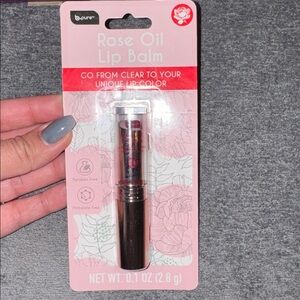 b.pure
Rose Oil
Lip Balm
GO FROM CLEAR TO YOUR
UNIQUE LIP COLOR
NET WT. 0.1 OZ (2.8 g)